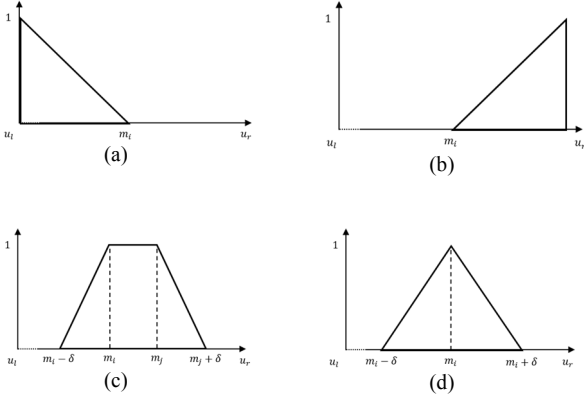 1
u_l m_i u_r
(a)
1
u_l m_i u_r
(b)
1
m_i − δ m_i m_j m_j + δ
u_l u_r
(c)
1
m_i − δ m_i m_i + δ
u_l u_r
(d)